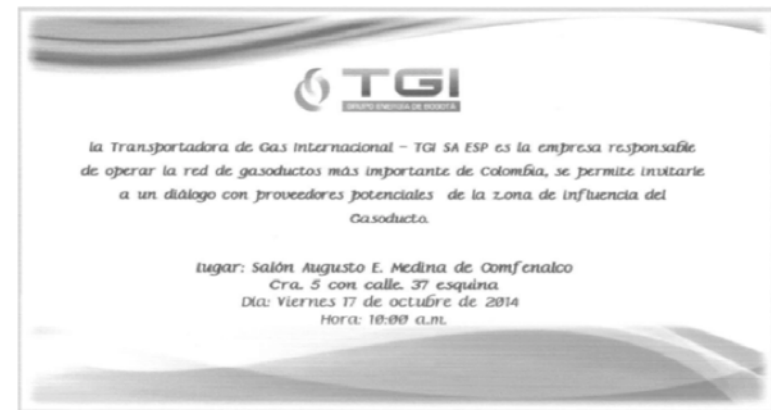 TGI
GRUPO ENERGIA DE BOGOTÁ
la Transportadora de Gas Internacional – TGI SA ESP es la empresa responsable
de operar la red de gasoductos más importante de Colombia, se permite invitarle
a un diálogo con proveedores potenciales de la zona de influencia del
Gasoducto.
Lugar: Salón Augusto E. Medina de Comfenalco
Cra. 5 con calle. 37 esquina
Día: Viernes 17 de octubre de 2014
Hora: 10:00 a.m.